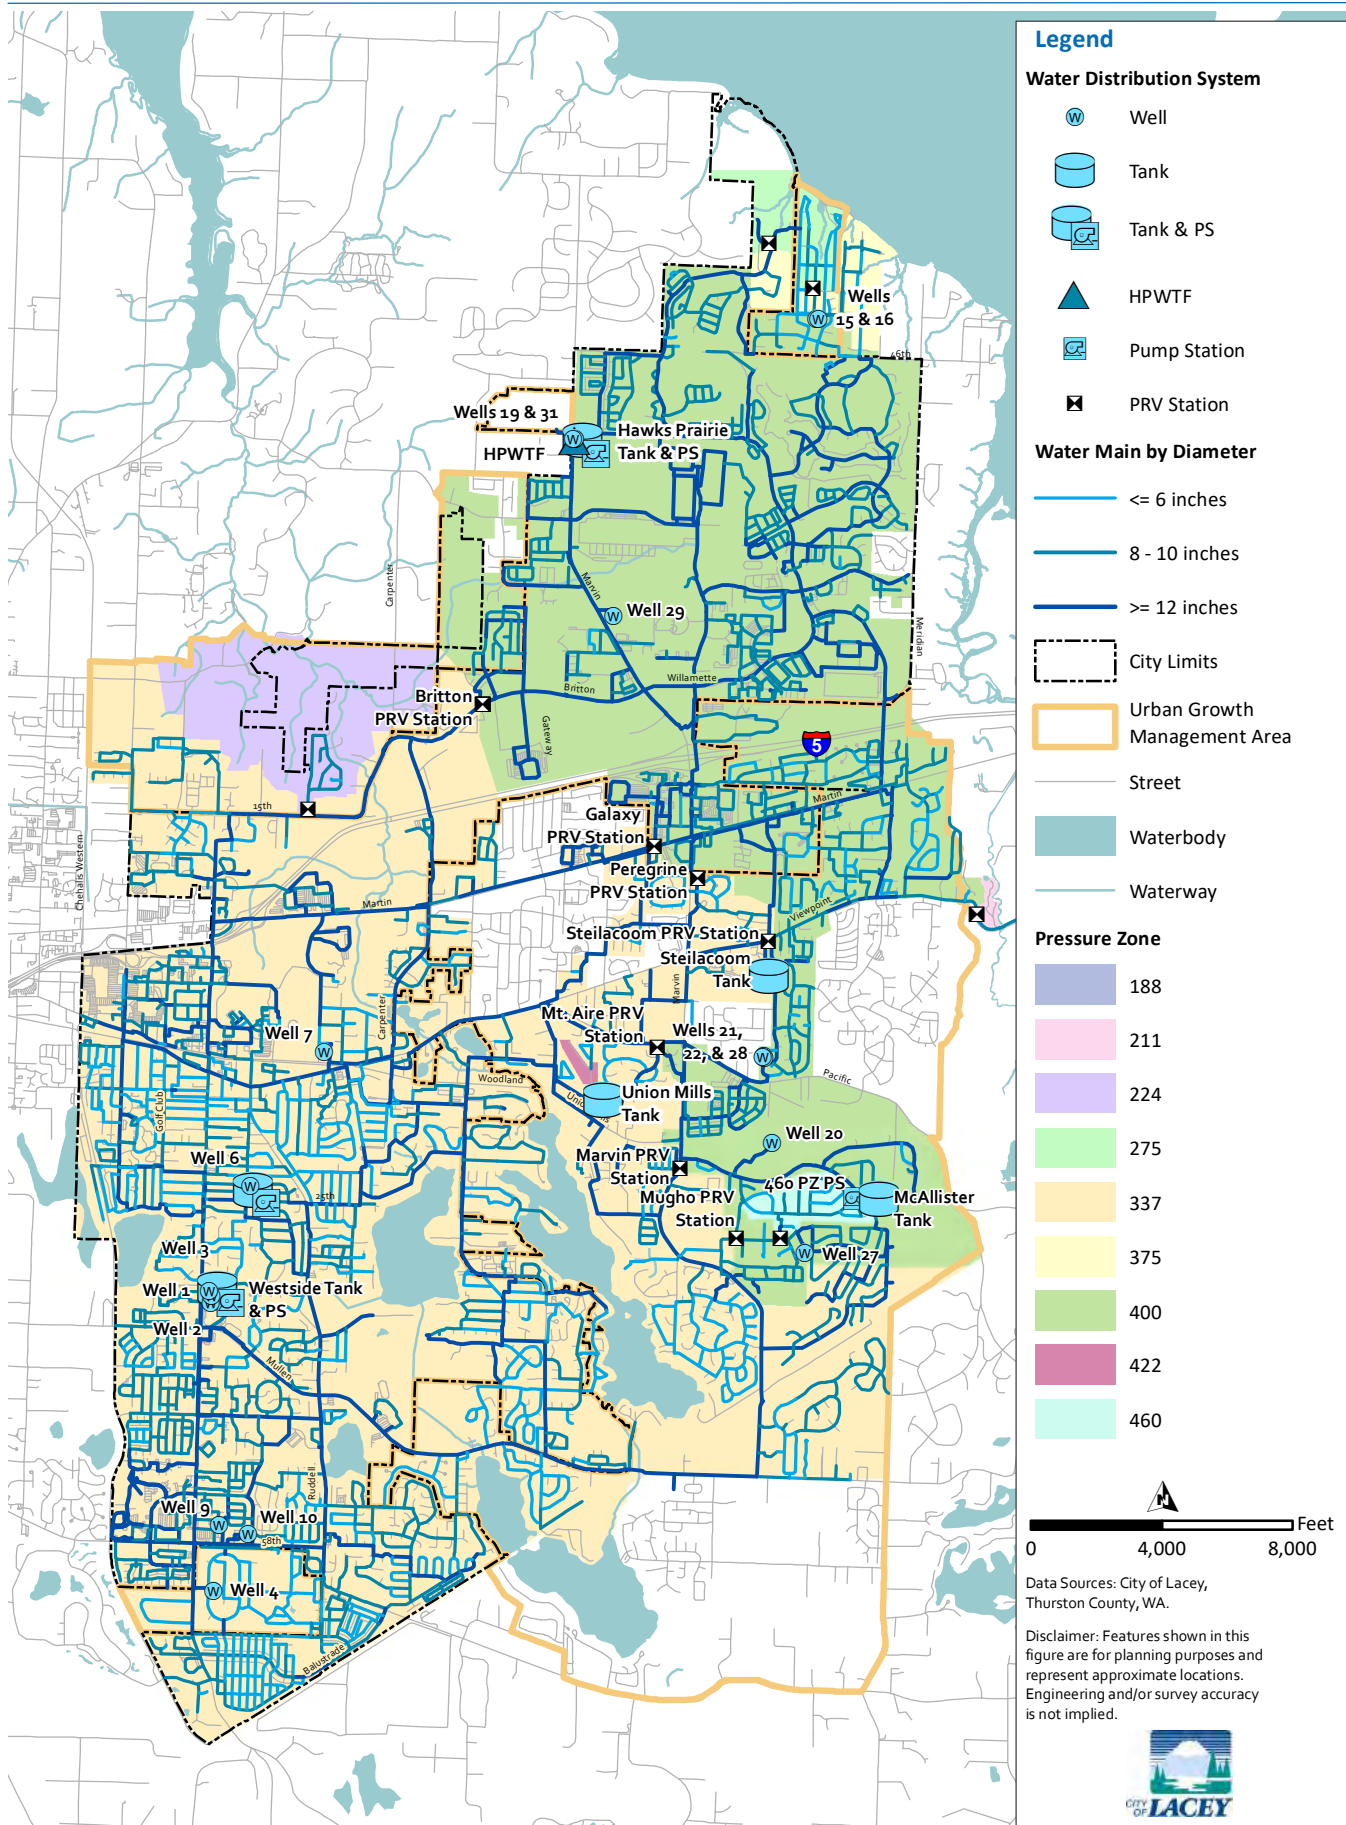 Legend
Water Distribution System
Well
Tank
Tank & PS
HPWTF
Pump Station
PRV Station
Water Main by Diameter
<= 6 inches
8 - 10 inches
>= 12 inches
City Limits
Urban Growth
Management Area
Street
Waterbody
Waterway
Pressure Zone
188
211
224
275
337
375
400
422
460
N
Feet
0 4,000 8,000
Data Sources: City of Lacey,
Thurston County, WA.
Disclaimer: Features shown in this
figure are for planning purposes and
represent approximate locations.
Engineering and/or survey accuracy
is not implied.
CITY
OF LACEY
Wells
W 15 & 16
46th
Wells 19 & 31
W
Hawks Prairie
Tank & PS
HPWTF
Carpenter
Marvin
W Well 29
Meridian
Willamette
Britton
Britton
PRV Station
Gateway
5
15th
Martin
Galaxy
PRV Station
Chehalis Western
Peregrine
PRV Station
Martin
Viewpoint
Steilacoom PRV Station
Steilacoom
Tank
Marvin
Carpenter
Mt. Aire PRV
Station
Wells 21,
22, & 28
W
Well 7
W
Woodland
Pacific
Union Mills
Union Mills
Tank
Golf Club
Well 20
W
Well 6
W
Marvin PRV
Station
460 PZ PS
25th
Mugho PRV
Station
McAllister
Tank
Well 3
W Well 27
Well 1
W
W
Westside Tank
& PS
Well 2
Mullen
Ruddell
Well 9
W
Well 10
W
58th
W Well 4
Balustrade